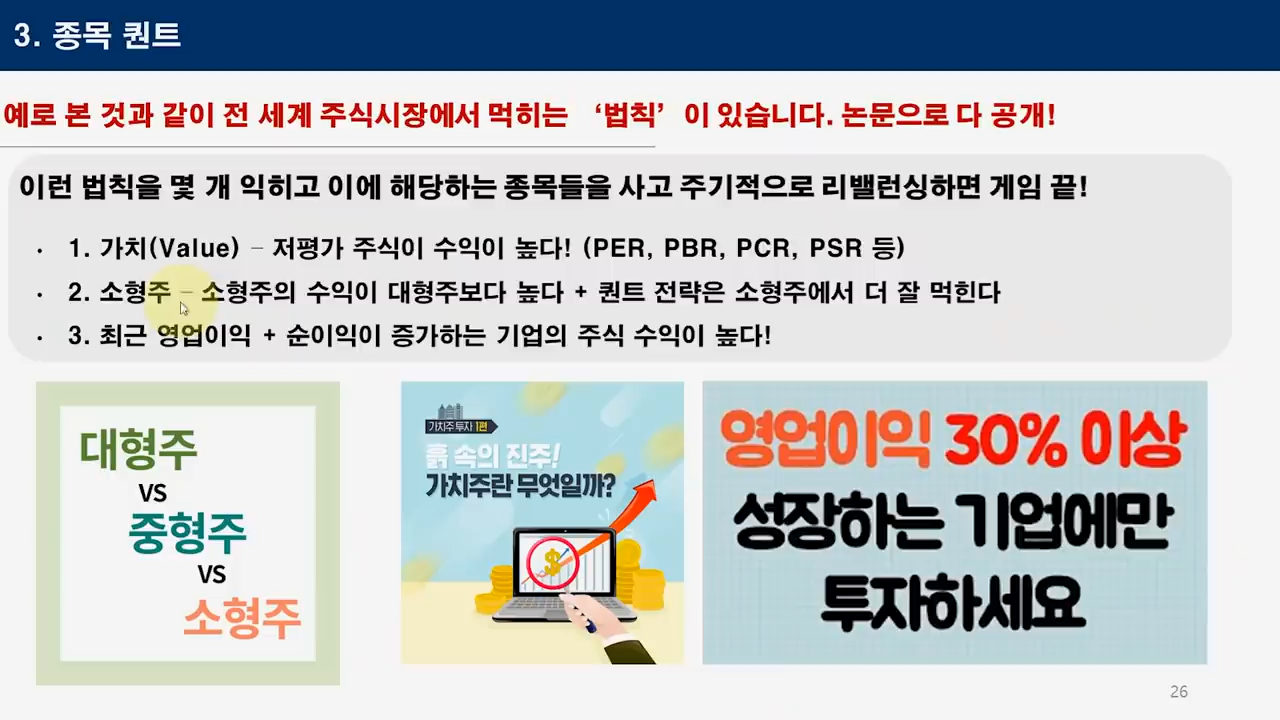 3. 종목 퀀트
예로 본 것과 같이 전 세계 주식시장에서 먹히는 ‘법칙’ 이 있습니다. 논문으로 다 공개!
이런 법칙을 몇 개 익히고 이에 해당하는 종목들을 사고 주기적으로 리밸런싱하면 게임 끝!
• 1. 가치(Value) – 저평가 주식이 수익이 높다! (PER, PBR, PCR, PSR 등)
• 2. 소형주 – 소형주의 수익이 대형주보다 높다 + 퀀트 전략은 소형주에서 더 잘 먹힌다
• 3. 최근 영업이익 + 순이익이 증가하는 기업의 주식 수익이 높다!
대형주
VS
중형주
VS
소형주
가치주 투자 1편
흙 속의 진주!
가치주란 무엇일까?
$
영업이익 30% 이상
성장하는 기업에만
투자하세요
26